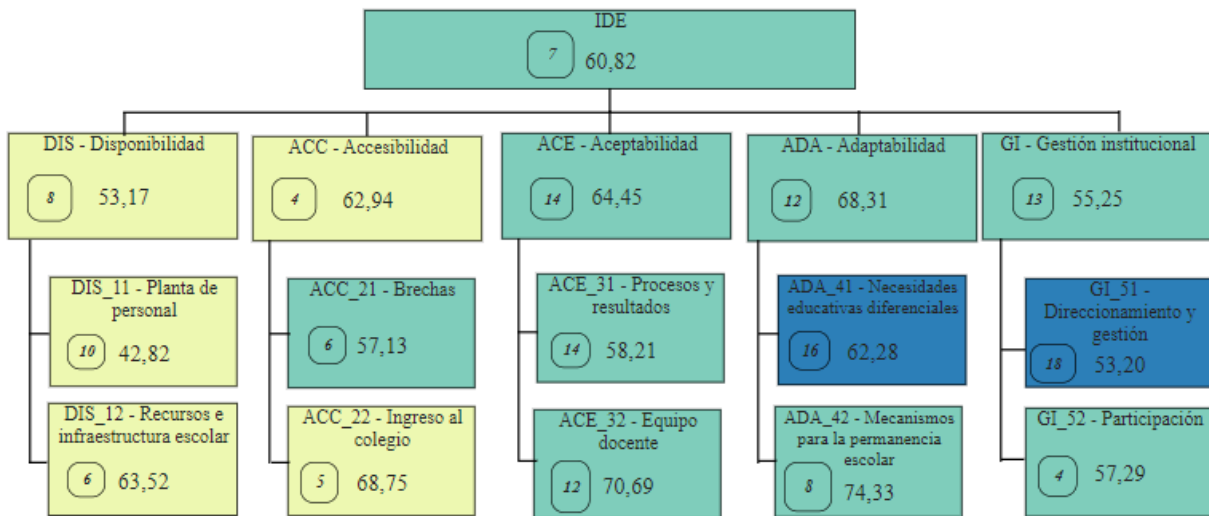 IDE
7 60,82
DIS - Disponibilidad
8 53,17
ACC - Accesibilidad
4 62,94
ACE - Aceptabilidad
14 64,45
ADA - Adaptabilidad
12 68,31
GI - Gestión institucional
13 55,25
DIS_11 - Planta de
personal
10 42,82
ACC_21 - Brechas
6 57,13
ACE_31 - Procesos y
resultados
14 58,21
ADA_41 - Necesidades
educativas diferenciales
16 62,28
GI_51 -
Direccionamiento y
gestión
18 53,20
DIS_12 - Recursos e
infraestructura escolar
6 63,52
ACC_22 - Ingreso al
colegio
5 68,75
ACE_32 - Equipo
docente
12 70,69
ADA_42 - Mecanismos
para la permanencia
escolar
8 74,33
GI_52 - Participación
4 57,29